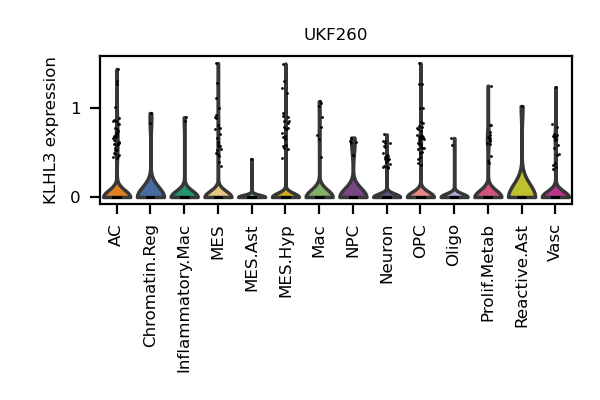 UKF260
KLHL3 expression
1
0
AC
Chromatin.Reg
Inflammatory.Mac
MES
MES.Ast
MES.Hyp
Mac
NPC
Neuron
OPC
Oligo
Prolif.Metab
Reactive.Ast
Vasc